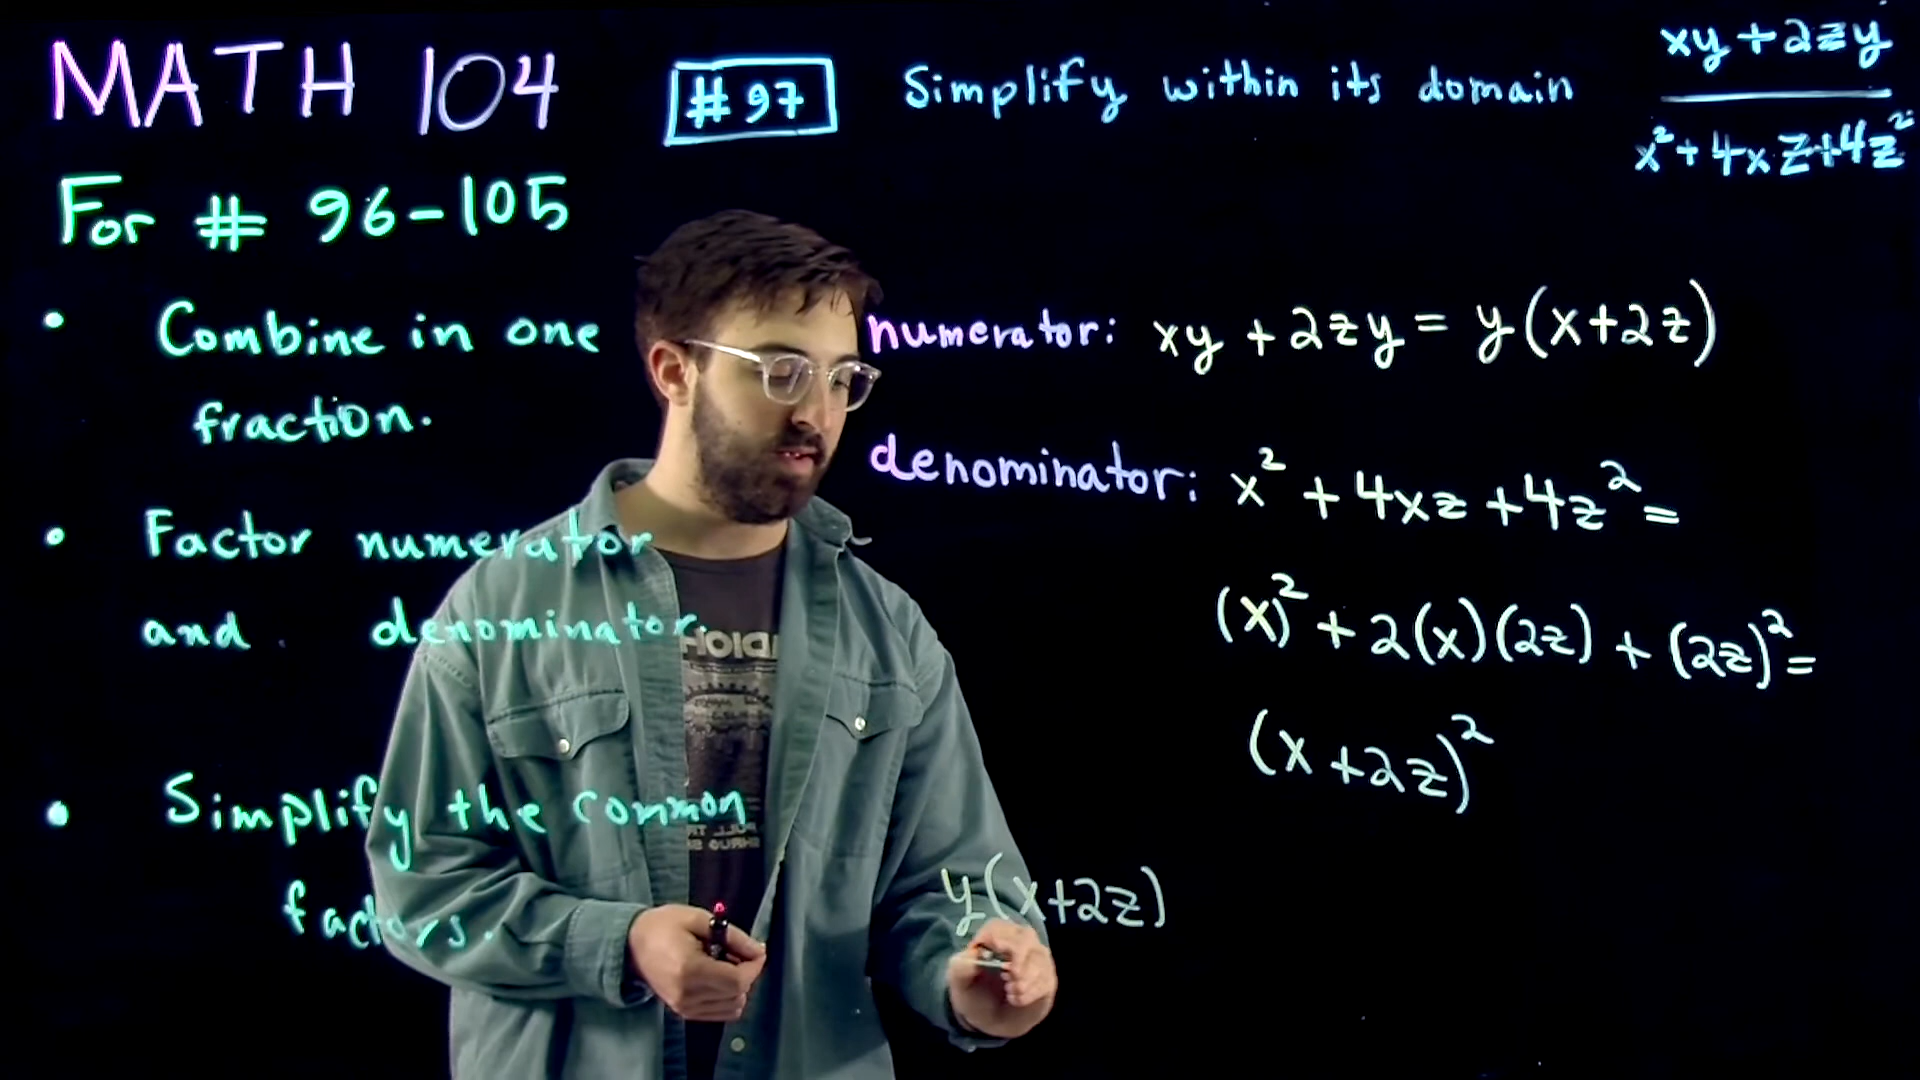 MATH 104
#97 Simplify within its domain
xy + 2zy
x² + 4xz + 4z²
For # 96-105
• Combine in one
fraction.
• Factor numerator
and denominator.
• Simplify the common
factors.
numerator: xy + 2zy = y(x+2z)
denominator: x² + 4xz + 4z² =
(x)² + 2(x)(2z) + (2z)² =
(x + 2z)²
y(x+2z)